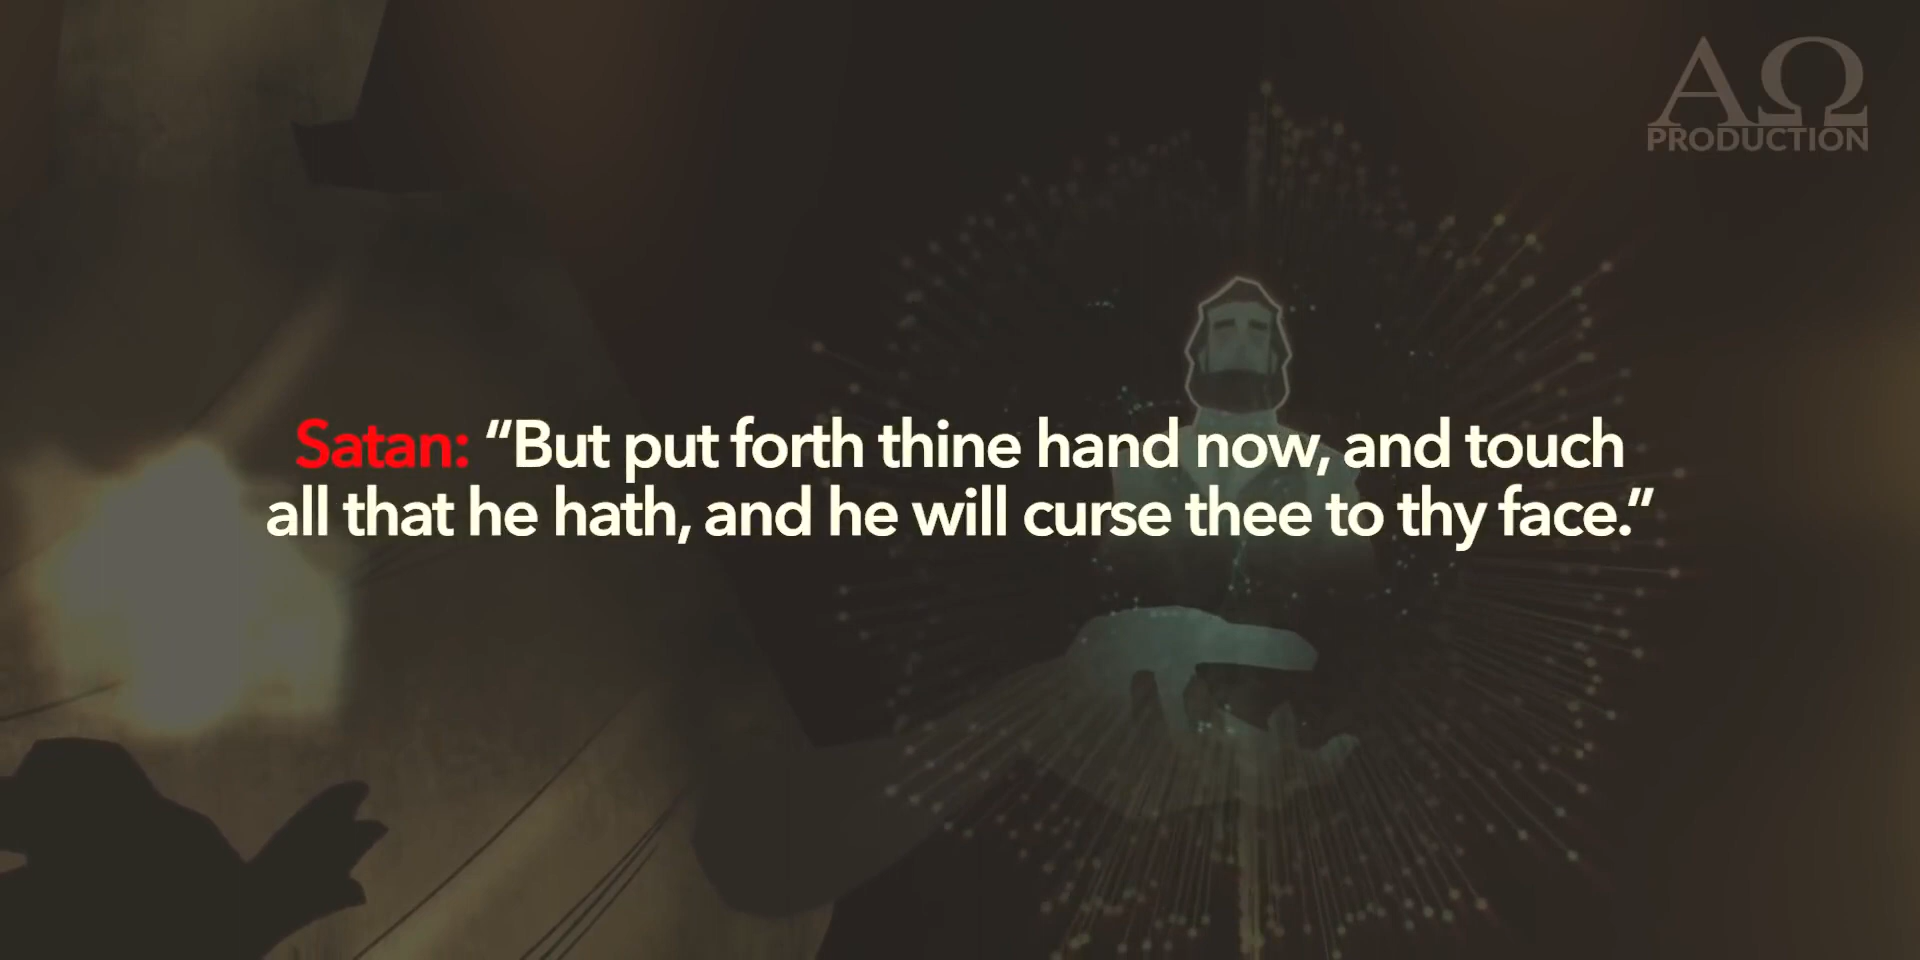 ΑΩ
PRODUCTION
Satan: “But put forth thine hand now, and touch
all that he hath, and he will curse thee to thy face.”